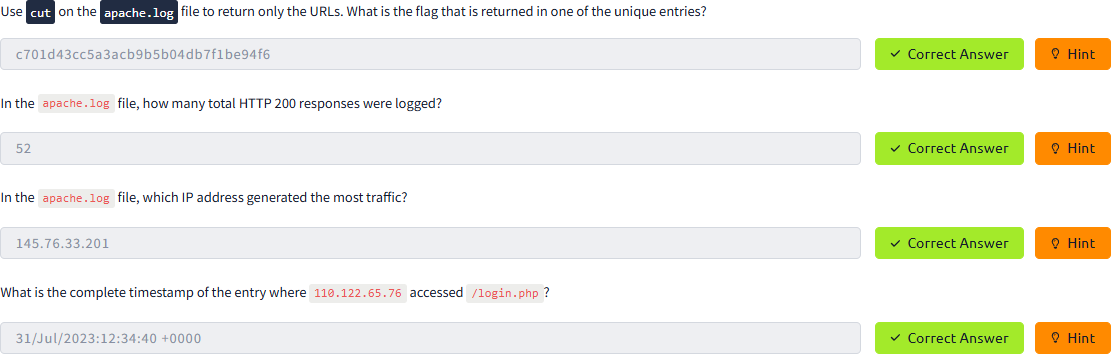 Use cut on the apache.log file to return only the URLs. What is the flag that is returned in one of the unique entries?
c701d43cc5a3acb9b5b04db7f1be94f6 Correct Answer Hint
In the apache.log file, how many total HTTP 200 responses were logged?
52 Correct Answer Hint
In the apache.log file, which IP address generated the most traffic?
145.76.33.201 Correct Answer Hint
What is the complete timestamp of the entry where 110.122.65.76 accessed /login.php ?
31/Jul/2023:12:34:40 +0000 Correct Answer Hint